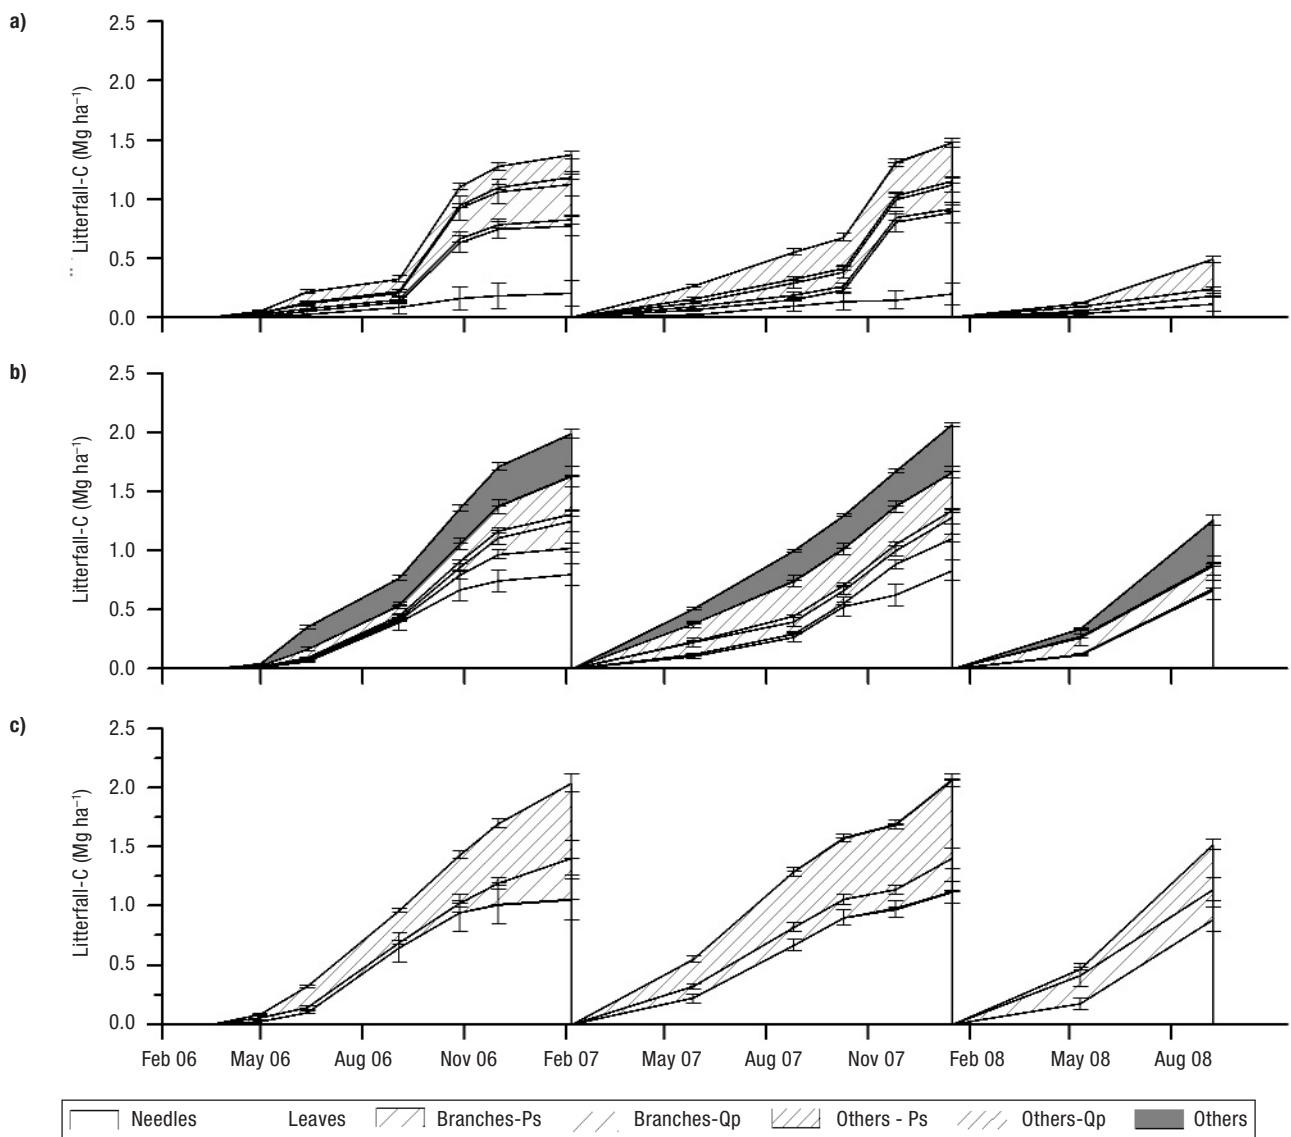 a)
2.5
2.0
1.5
1.0
0.5
0.0
Litterfall-C (Mg ha⁻¹)
b)
2.5
2.0
1.5
1.0
0.5
0.0
Litterfall-C (Mg ha⁻¹)
c)
2.5
2.0
1.5
1.0
0.5
0.0
Litterfall-C (Mg ha⁻¹)
Feb 06 May 06 Aug 06 Nov 06 Feb 07 May 07 Aug 07 Nov 07 Feb 08 May 08 Aug 08
Needles Leaves Branches-Ps Branches-Qp Others - Ps Others-Qp Others